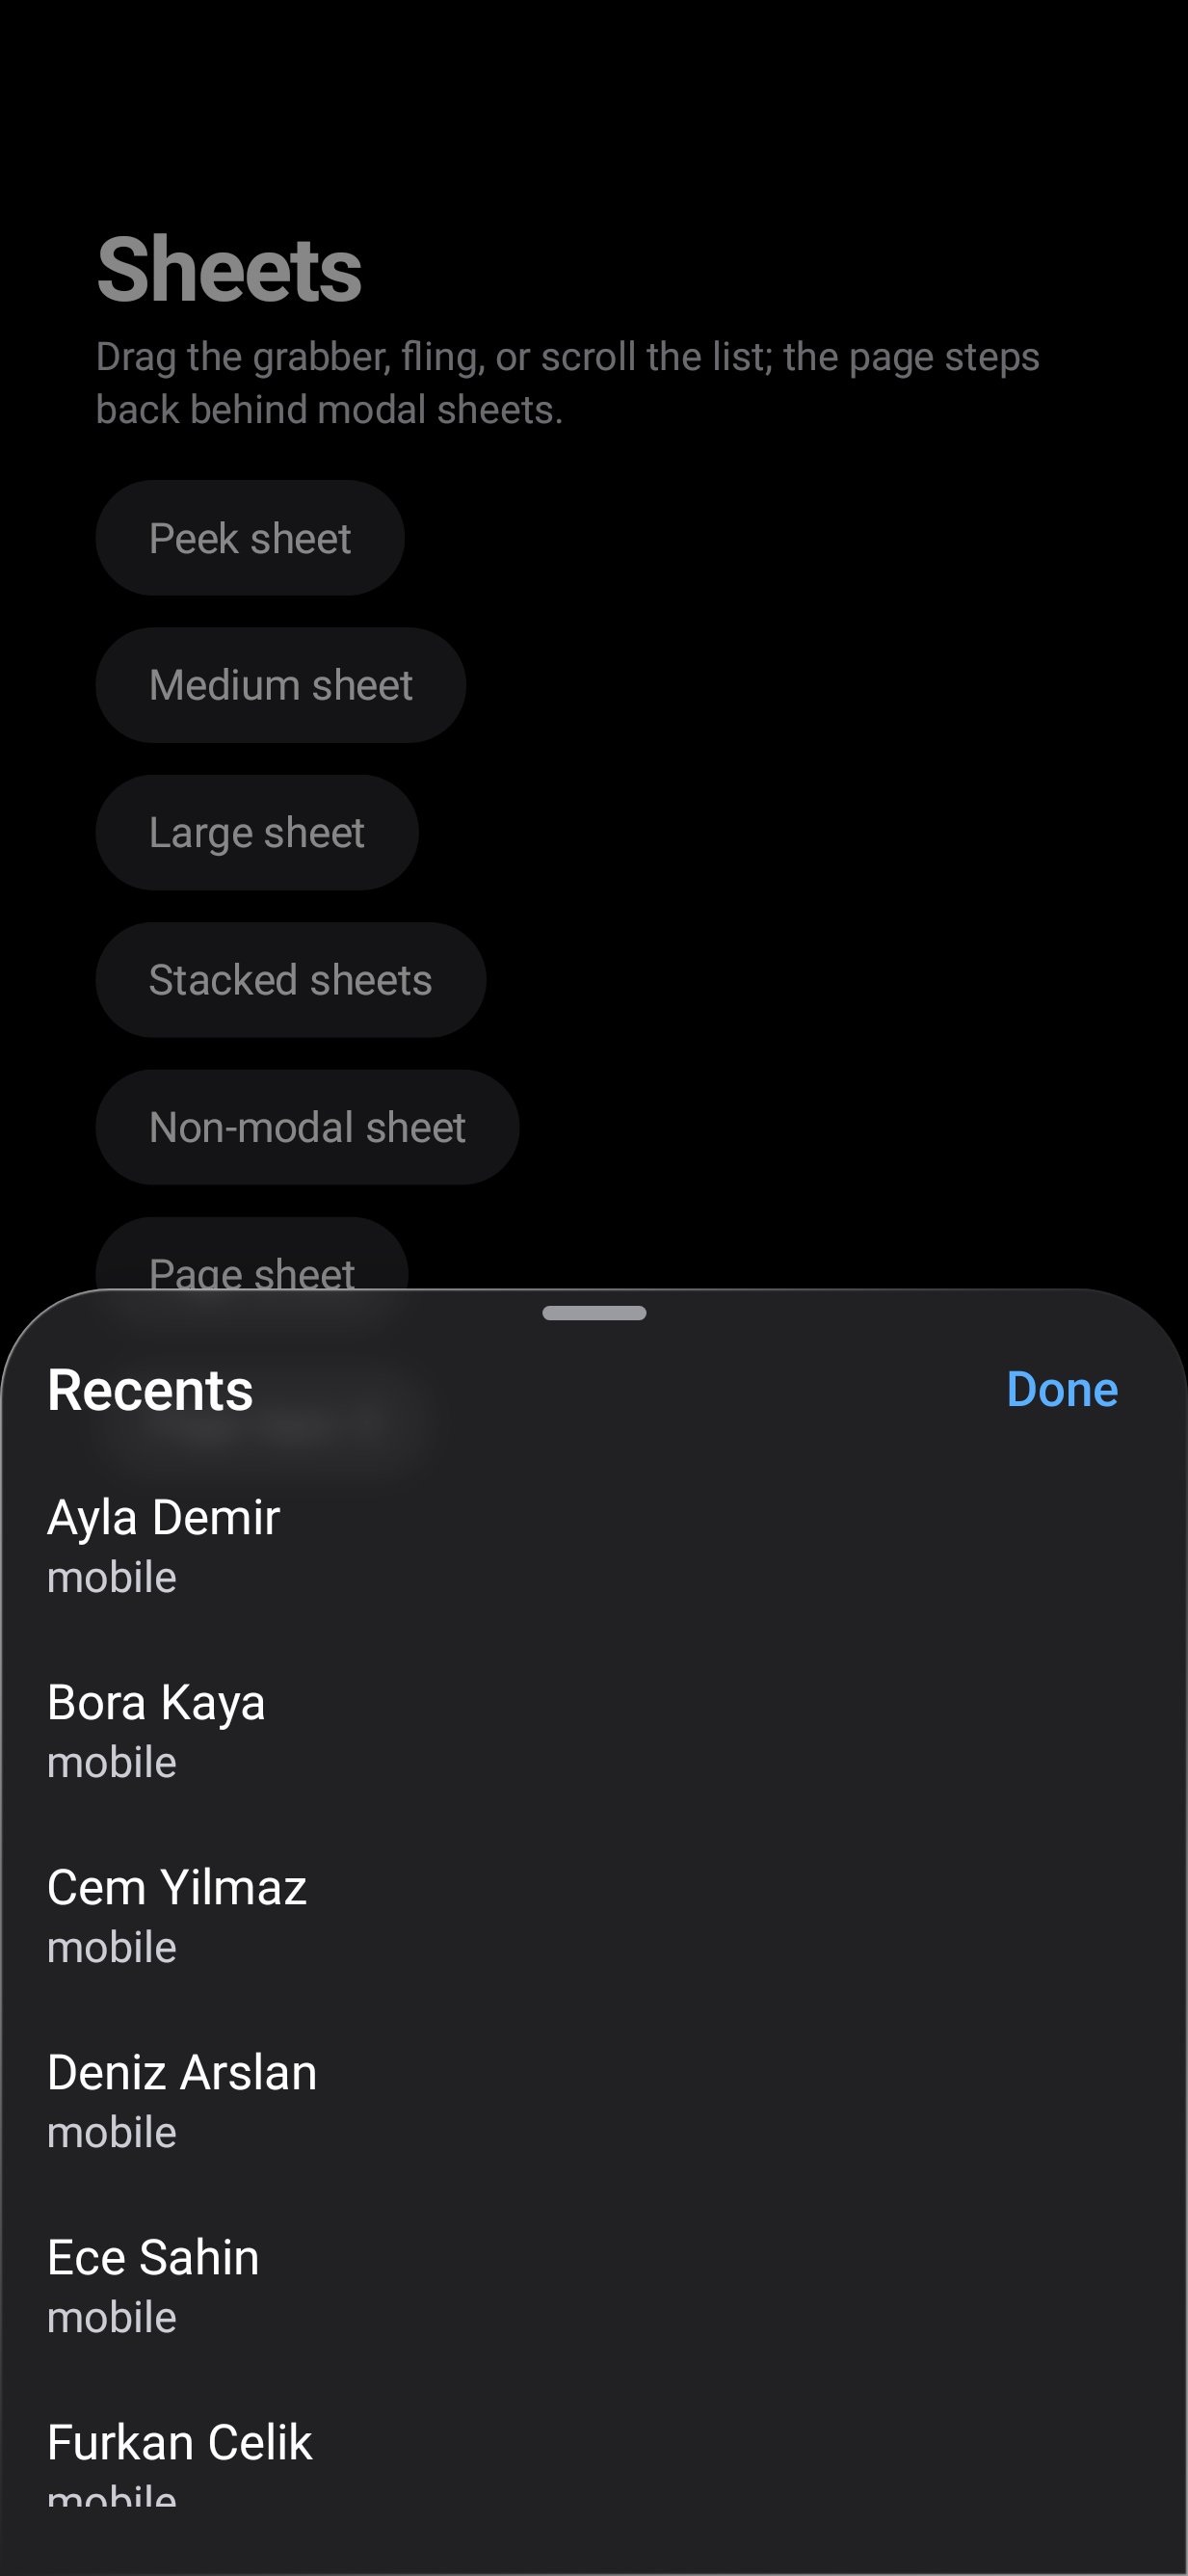 Sheets
Drag the grabber, fling, or scroll the list; the page steps
back behind modal sheets.
Peek sheet
Medium sheet
Large sheet
Stacked sheets
Non-modal sheet
Page sheet
Recents
Done
Ayla Demir
mobile
Bora Kaya
mobile
Cem Yilmaz
mobile
Deniz Arslan
mobile
Ece Sahin
mobile
Furkan Celik
mobile